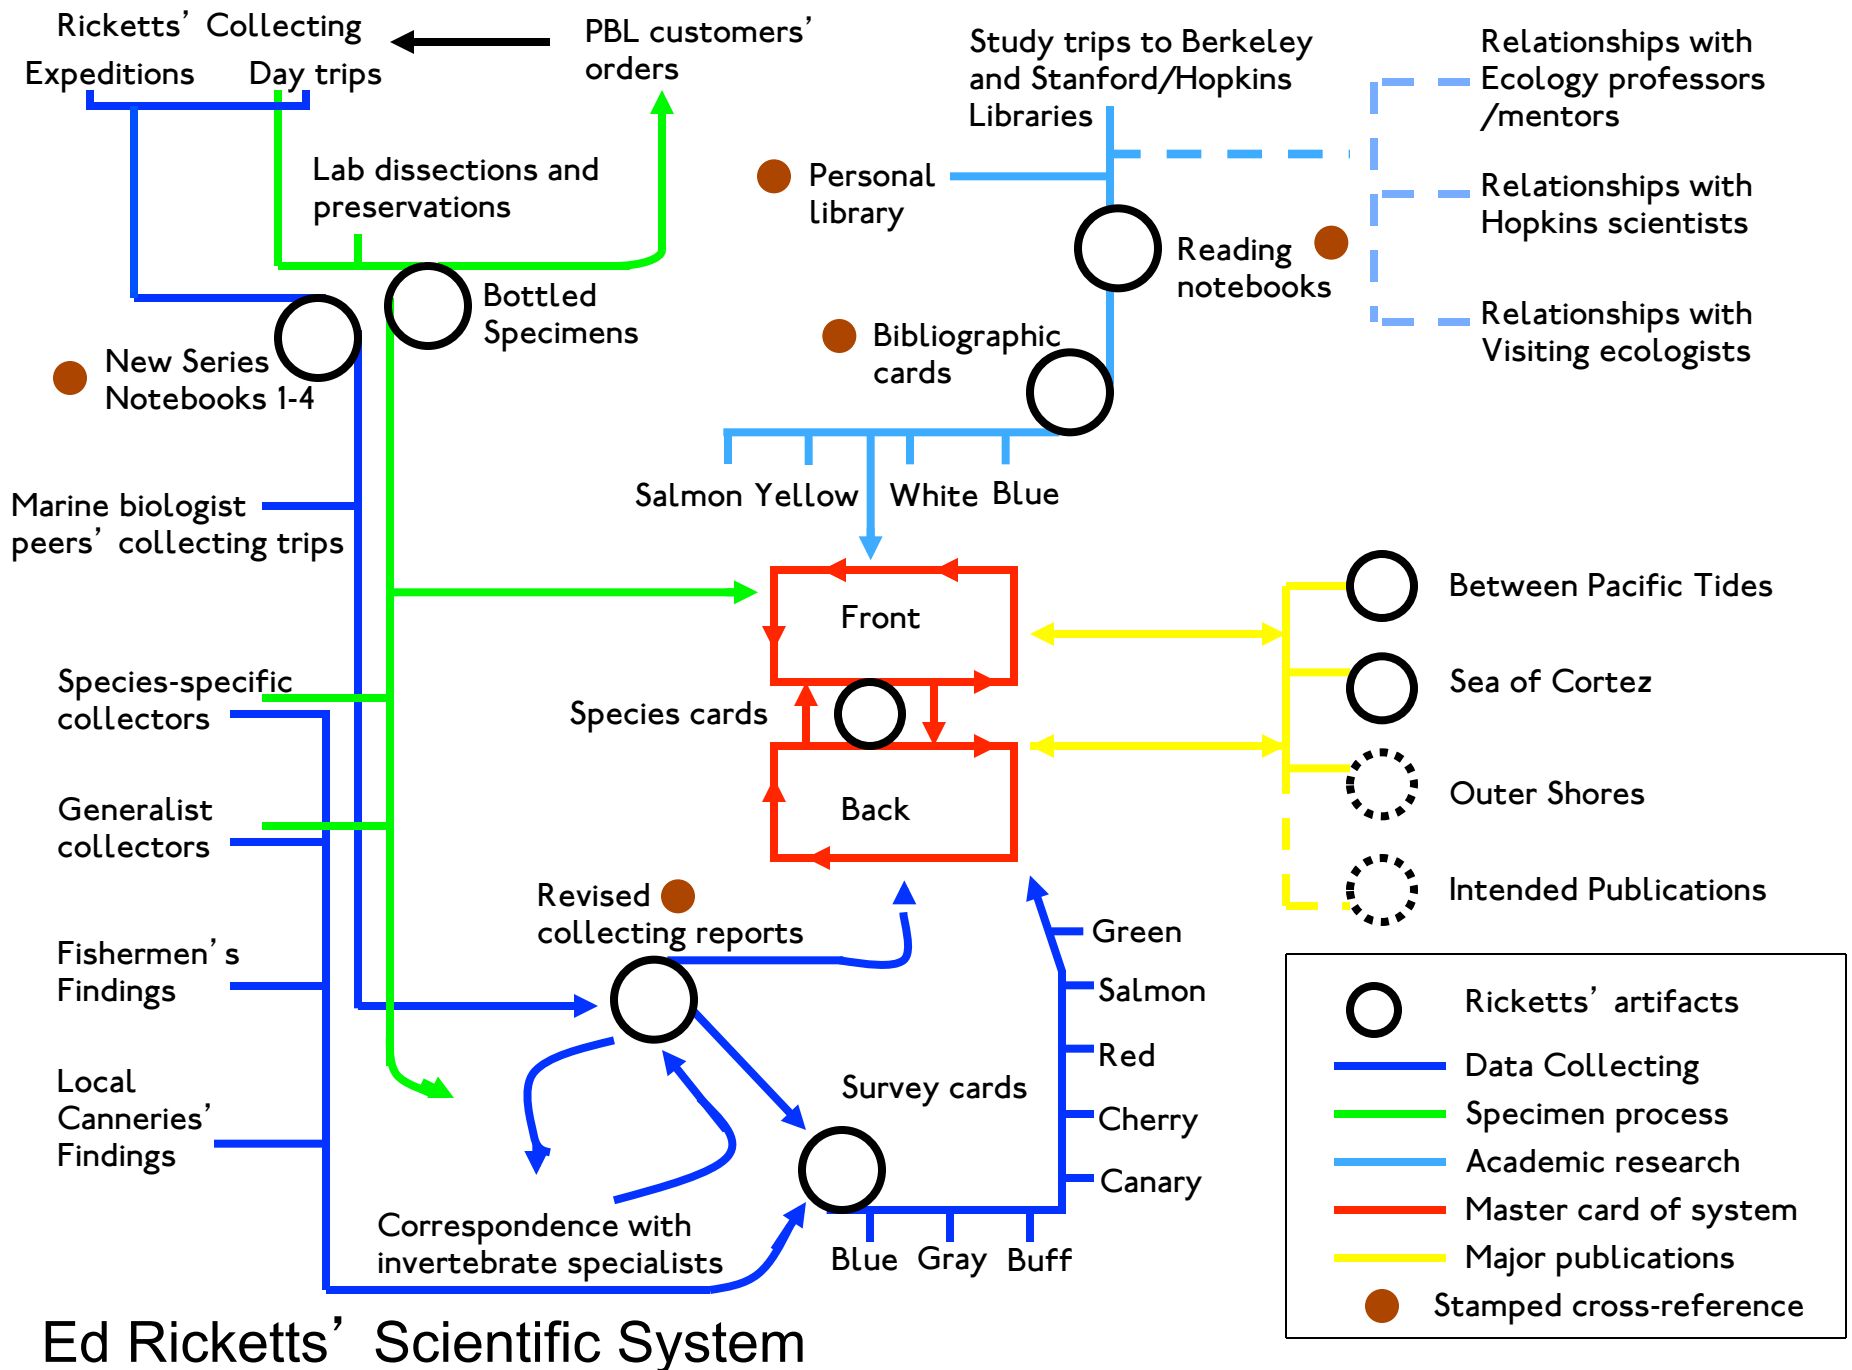 Ricketts’ Collecting
Expeditions
Day trips
PBL customers’
orders
Study trips to Berkeley
and Stanford/Hopkins
Libraries
Relationships with
Ecology professors
/mentors
Lab dissections and
preservations
Personal
library
Relationships with
Hopkins scientists
Reading
notebooks
Bottled
Specimens
Relationships with
Visiting ecologists
New Series
Notebooks 1-4
Bibliographic
cards
Salmon
Yellow
White
Blue
Marine biologist
peers’ collecting trips
Front
Between Pacific Tides
Species-specific
collectors
Species cards
Sea of Cortez
Generalist
collectors
Back
Outer Shores
Revised
collecting reports
Intended Publications
Fishermen’s
Findings
Green
Salmon
Red
Cherry
Canary
Local
Canneries’
Findings
Survey cards
Correspondence with
invertebrate specialists
Blue
Gray
Buff
Ricketts’ artifacts
Data Collecting
Specimen process
Academic research
Master card of system
Major publications
Stamped cross-reference
Ed Ricketts’ Scientific System